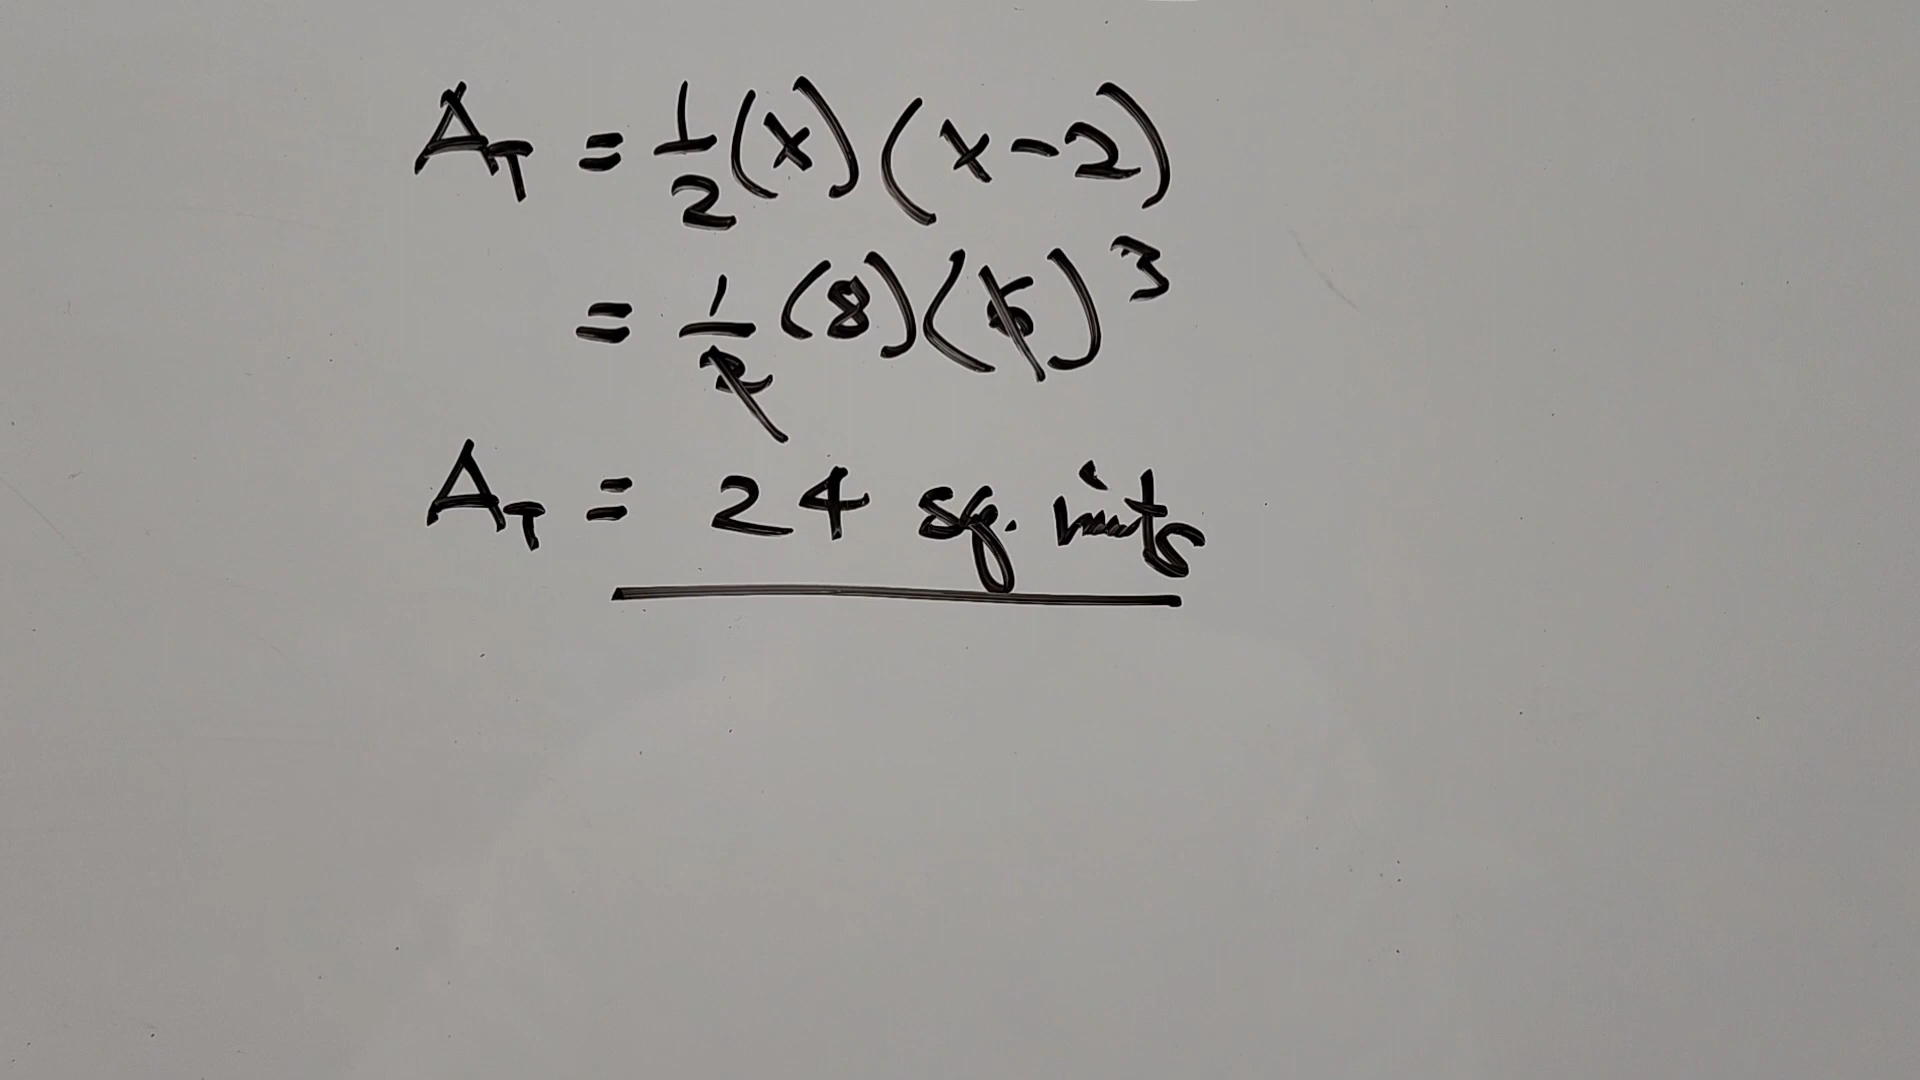 A_T = 1/2 (x)(x-2)
= 1/2 (8)(6) 3
A_T = 24 sq. units